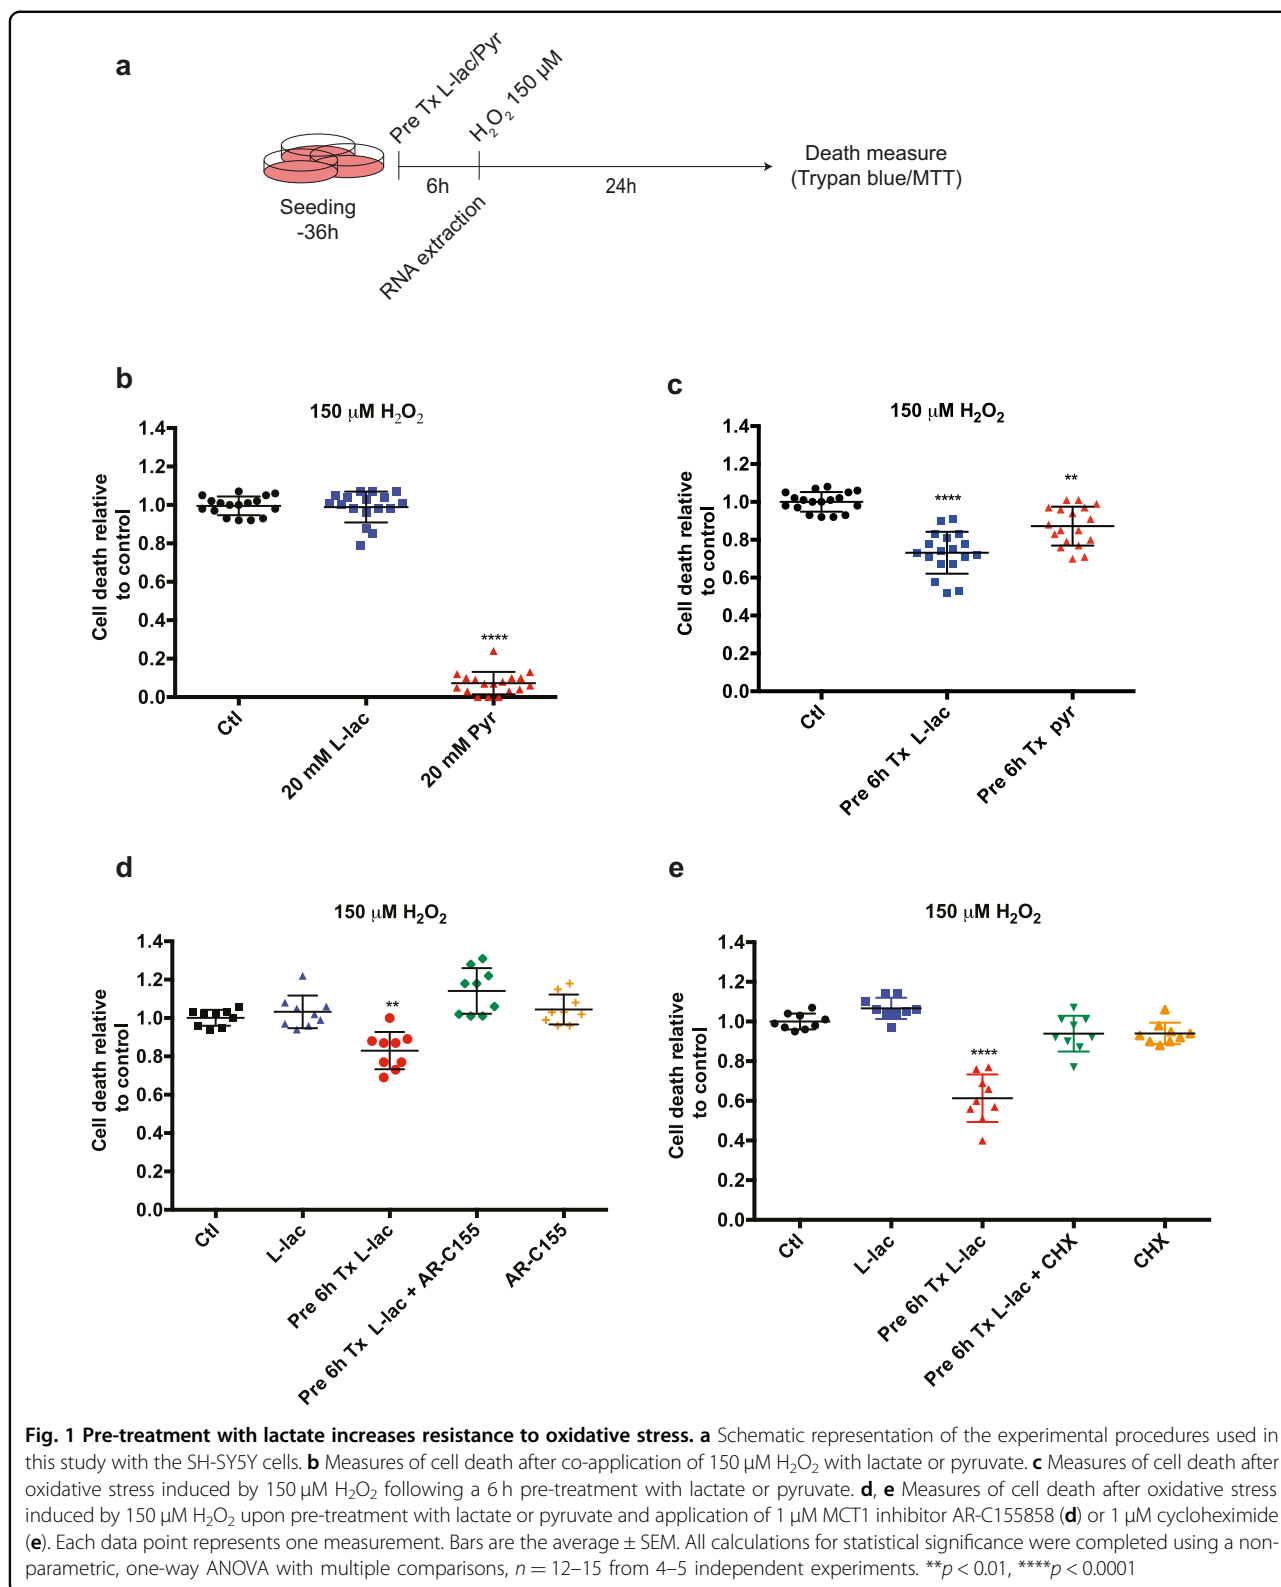 a
Pre Tx L-lac/Pyr
H2O2 150 µM
6h
24h
Death measure
(Trypan blue/MTT)
Seeding
-36h
RNA extraction
b
150 µM H2O2
Cell death relative
to control
1.4
1.2
1.0
0.8
0.6
0.4
0.2
0.0
****
Ctl
20 mM L-lac
20 mM Pyr
c
150 µM H2O2
Cell death relative
to control
1.4
1.2
1.0
0.8
0.6
0.4
0.2
0.0
****
**
Ctl
Pre 6h Tx L-lac
Pre 6h Tx pyr
d
150 µM H2O2
Cell death relative
to control
1.4
1.2
1.0
0.8
0.6
0.4
0.2
0.0
**
Ctl
L-lac
Pre 6h Tx L-lac
Pre 6h Tx L-lac + AR-C155
AR-C155
e
150 µM H2O2
Cell death relative
to control
1.4
1.2
1.0
0.8
0.6
0.4
0.2
0.0
****
Ctl
L-lac
Pre 6h Tx L-lac
Pre 6h Tx L-lac + CHX
CHX
Fig. 1 Pre-treatment with lactate increases resistance to oxidative stress. a Schematic representation of the experimental procedures used in
this study with the SH-SY5Y cells. b Measures of cell death after co-application of 150 µM H2O2 with lactate or pyruvate. c Measures of cell death after
oxidative stress induced by 150 µM H2O2 following a 6 h pre-treatment with lactate or pyruvate. d, e Measures of cell death after oxidative stress
induced by 150 µM H2O2 upon pre-treatment with lactate or pyruvate and application of 1 µM MCT1 inhibitor AR-C155858 (d) or 1 µM cycloheximide
(e). Each data point represents one measurement. Bars are the average ± SEM. All calculations for statistical significance were completed using a non-
parametric, one-way ANOVA with multiple comparisons, n = 12–15 from 4–5 independent experiments. **p < 0.01, ****p < 0.0001